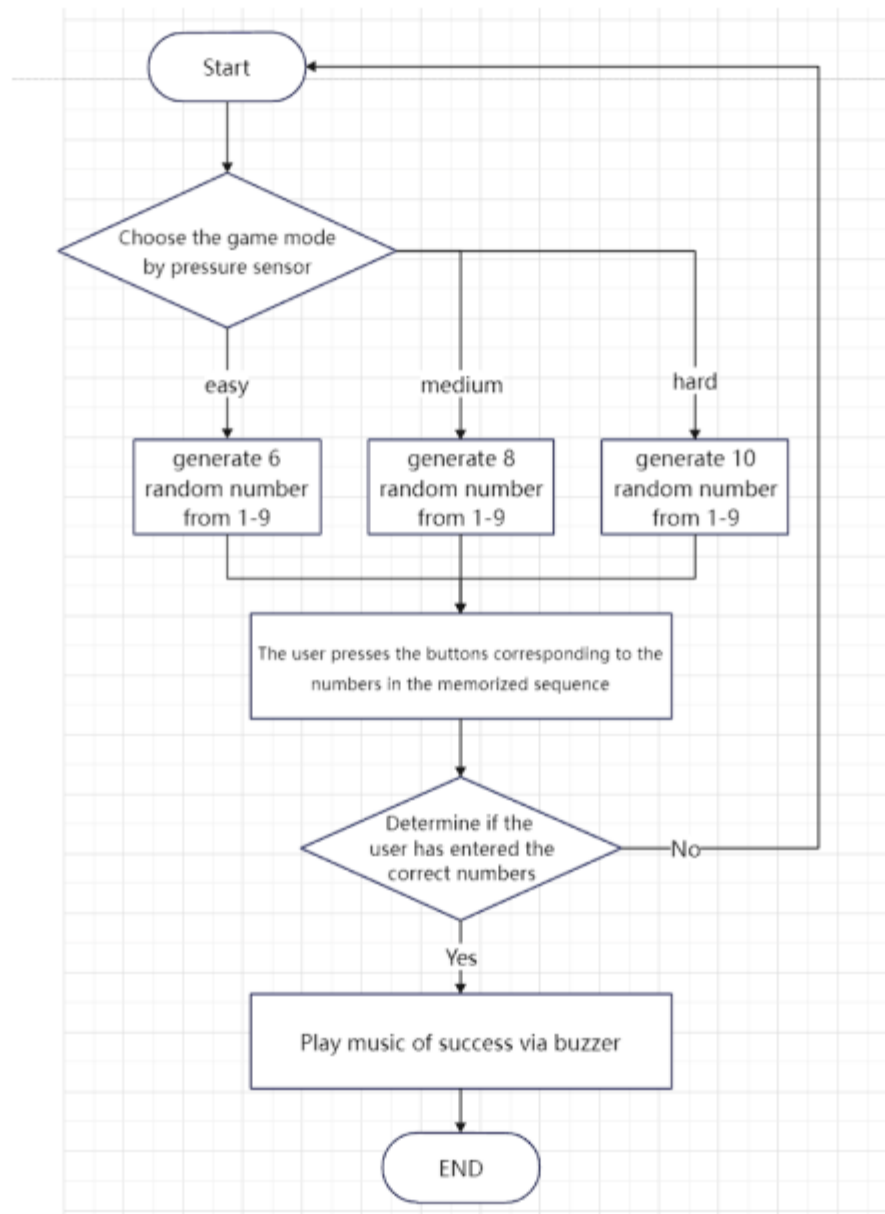 Start
Choose the game mode
by pressure sensor
easy
medium
hard
generate 6
random number
from 1-9
generate 8
random number
from 1-9
generate 10
random number
from 1-9
The user presses the buttons corresponding to the
numbers in the memorized sequence
Determine if the
user has entered the
correct numbers
No
Yes
Play music of success via buzzer
END